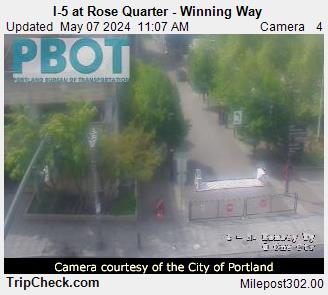 I-5 at Rose Quarter - Winning Way
Updated May 07 2024 11:07 AM Camera 4
PBOT
PORTLAND BUREAU OF TRANSPORTATION
Camera courtesy of the City of Portland
TripCheck.com Milepost302.00